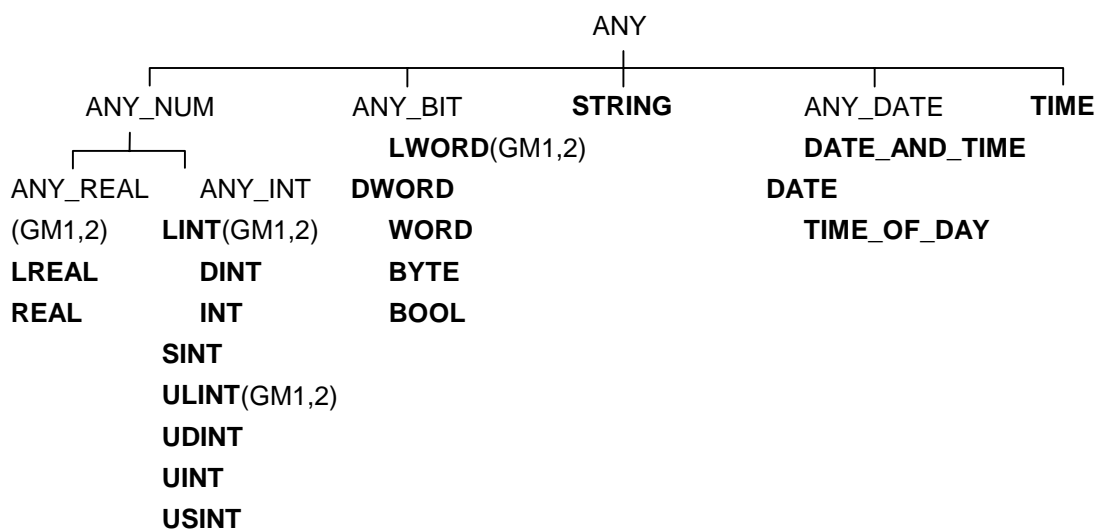 ANY
ANY_NUM ANY_BIT STRING ANY_DATE TIME
LWORD(GM1,2) DATE_AND_TIME
ANY_REAL ANY_INT DWORD DATE
(GM1,2) LINT(GM1,2) WORD TIME_OF_DAY
LREAL DINT BYTE
REAL INT BOOL
SINT
ULINT(GM1,2)
UDINT
UINT
USINT